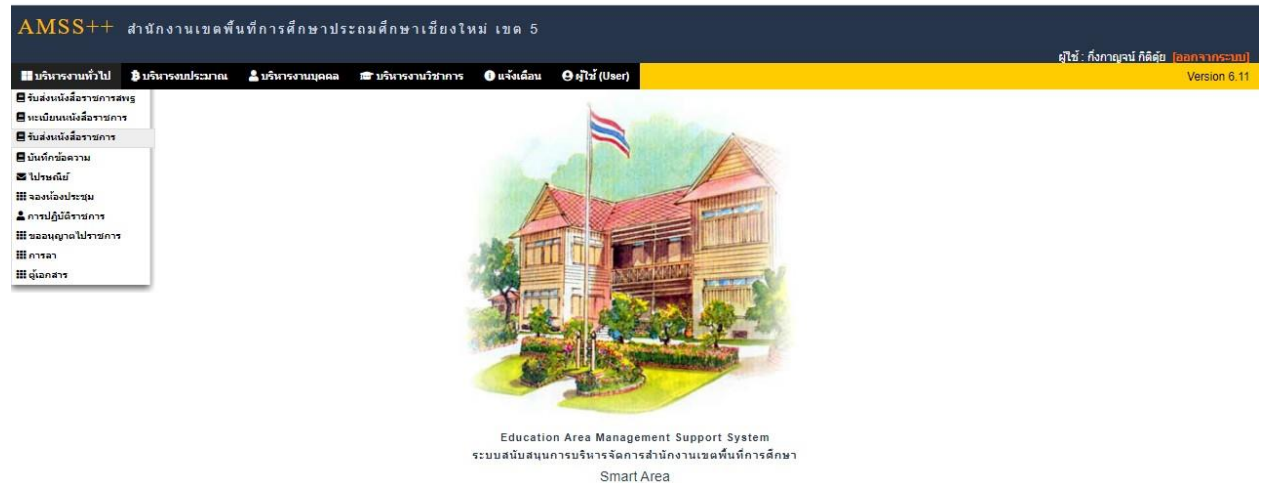 AMSS++ สำนักงานเขตพื้นที่การศึกษาประถมศึกษาเชียงใหม่ เขต 5
ผู้ใช้ : กิ่งกาญจน์ กิติตุ้ย [ออกจากระบบ]
บริหารงานทั่วไป บริหารงบประมาณ บริหารงานบุคคล บริหารงานวิชาการ แจ้งเตือน ผู้ใช้ (User) Version 6.11
รับส่งหนังสือราชการสพฐ
ทะเบียนหนังสือราชการ
รับส่งหนังสือราชการ
บันทึกข้อความ
ไปรษณีย์
จองห้องประชุม
การปฏิบัติราชการ
ขออนุญาตไปราชการ
การลา
ตู้เอกสาร
Education Area Management Support System
ระบบสนับสนุนการบริหารจัดการสำนักงานเขตพื้นที่การศึกษา
Smart Area